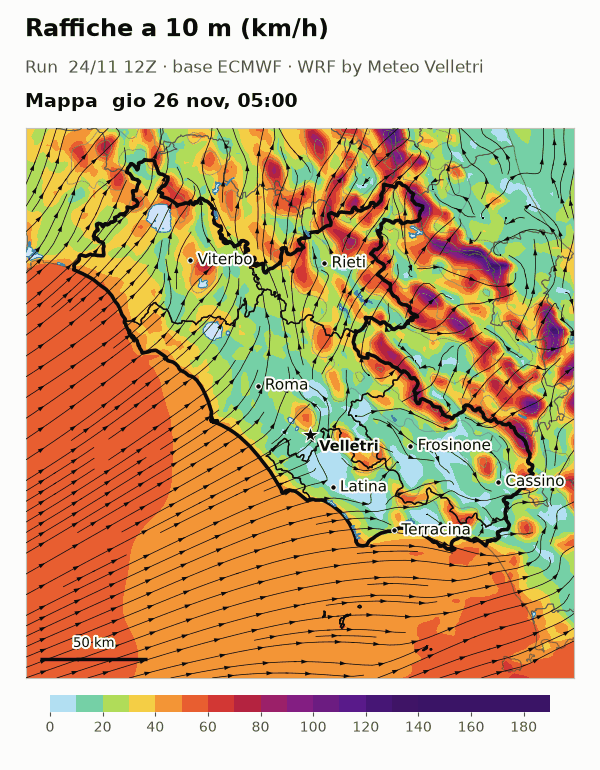 Raffiche a 10 m (km/h)
Run  24/11 12Z · base ECMWF · WRF by Meteo Velletri
Mappa  gio 26 nov, 05:00
Viterbo
Rieti
Roma
Velletri
Frosinone
Latina
Cassino
Terracina
50 km
0 20 40 60 80 100 120 140 160 180